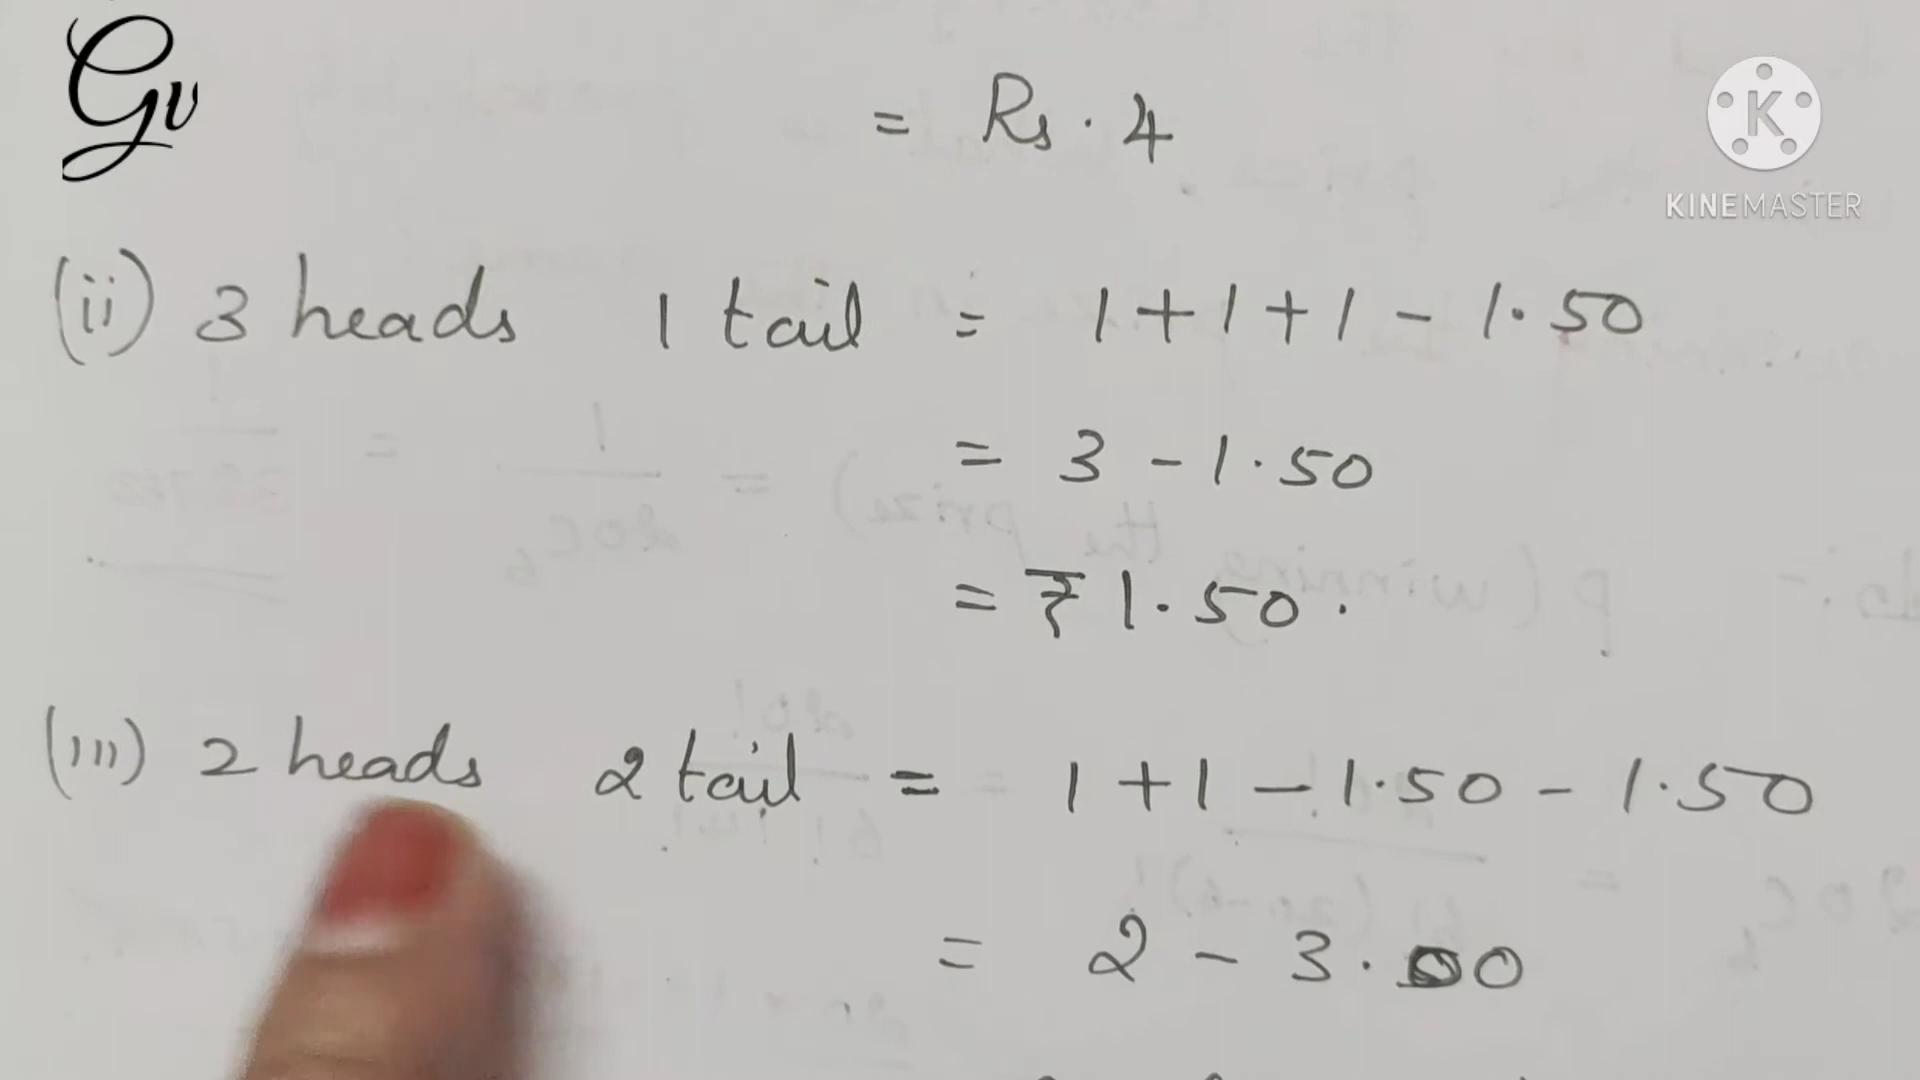 Gv
= Rs. 4
KINEMASTER
(ii) 3 heads 1 tail = 1+1+1-1.50
= 3 - 1.50
= ₹ 1.50.
(iii) 2 heads 2 tail = 1+1-1.50-1.50
= 2 - 3.00